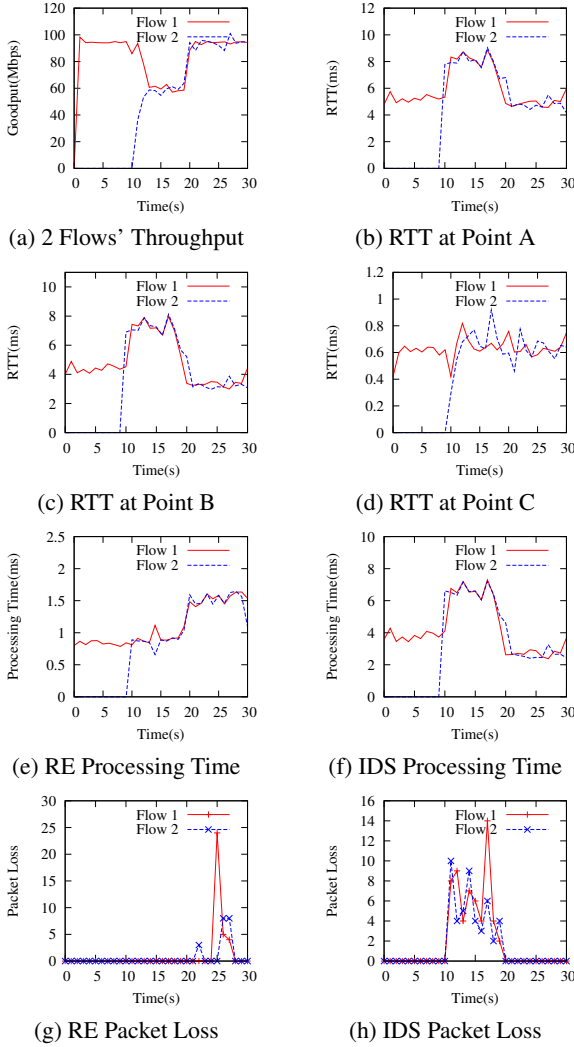 Goodput(Mbps)
120
100
80
60
40
20
0
0 5 10 15 20 25 30
Time(s)
Flow 1
Flow 2
(a) 2 Flows' Throughput
RTT(ms)
12
10
8
6
4
2
0
0 5 10 15 20 25 30
Time(s)
Flow 1
Flow 2
(b) RTT at Point A
RTT(ms)
10
8
6
4
2
0
0 5 10 15 20 25 30
Time(s)
Flow 1
Flow 2
(c) RTT at Point B
RTT(ms)
1.2
1
0.8
0.6
0.4
0.2
0
0 5 10 15 20 25 30
Time(s)
Flow 1
Flow 2
(d) RTT at Point C
Processing Time(ms)
2.5
2
1.5
1
0.5
0
0 5 10 15 20 25 30
Time(s)
Flow 1
Flow 2
(e) RE Processing Time
Processing Time(ms)
10
8
6
4
2
0
0 5 10 15 20 25 30
Time(s)
Flow 1
Flow 2
(f) IDS Processing Time
Packet Loss
30
25
20
15
10
5
0
0 5 10 15 20 25 30
Time(s)
Flow 1
Flow 2
(g) RE Packet Loss
Packet Loss
16
14
12
10
8
6
4
2
0
0 5 10 15 20 25 30
Time(s)
Flow 1
Flow 2
(h) IDS Packet Loss